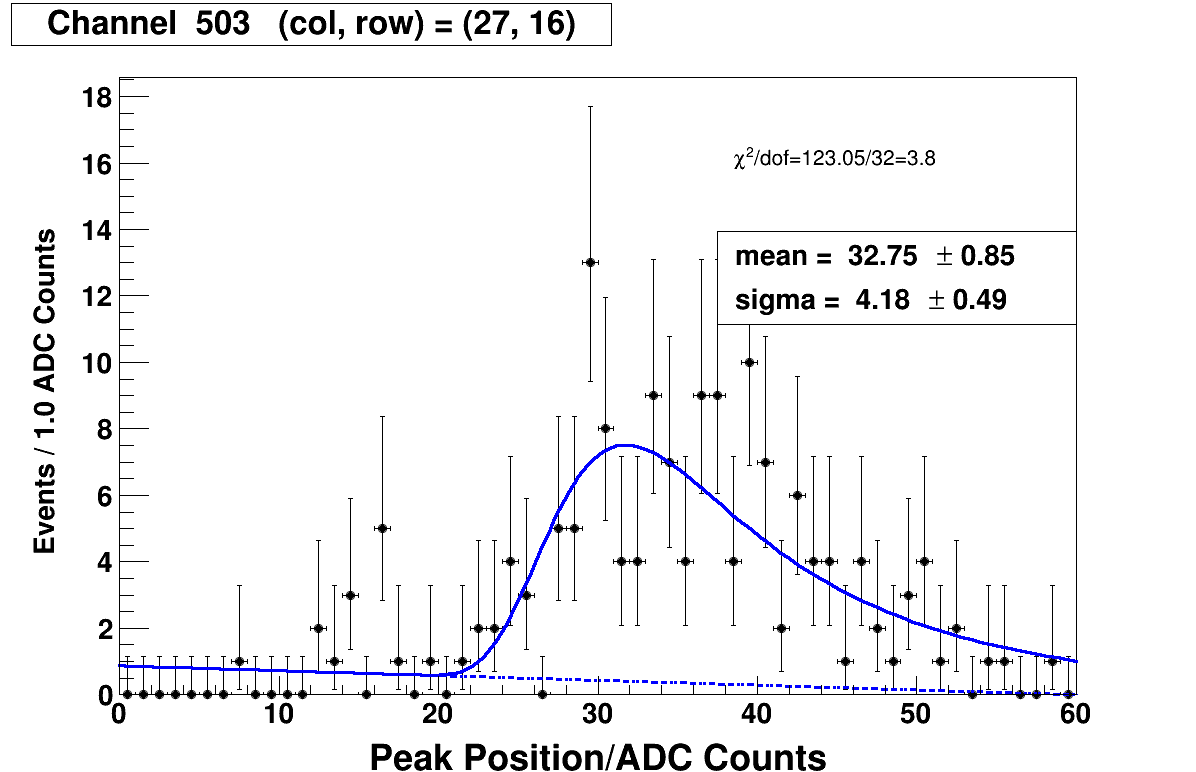 Channel 503 (col, row) = (27, 16)
18
16
14
12
10
8
6
4
2
0
Events / 1.0 ADC Counts
χ²/dof=123.05/32=3.8
mean = 32.75 ± 0.85
sigma = 4.18 ± 0.49
0 10 20 30 40 50 60
Peak Position/ADC Counts